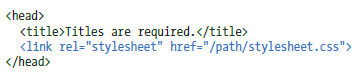 <head>
  <title>Titles are required.</title>
  <link rel="stylesheet" href="/path/stylesheet.css">
</head>